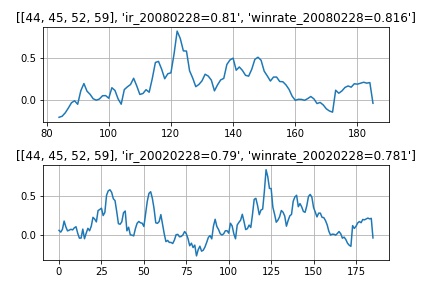 [[44, 45, 52, 59], 'ir_20080228=0.81', 'winrate_20080228=0.816']
0.5
0.0
80 100 120 140 160 180
[[44, 45, 52, 59], 'ir_20020228=0.79', 'winrate_20020228=0.781']
0.5
0.0
0 25 50 75 100 125 150 175